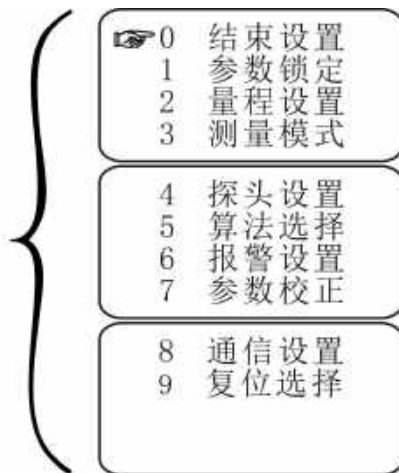 ☞0 结束设置
1 参数锁定
2 量程设置
3 测量模式
4 探头设置
5 算法选择
6 报警设置
7 参数校正
8 通信设置
9 复位选择